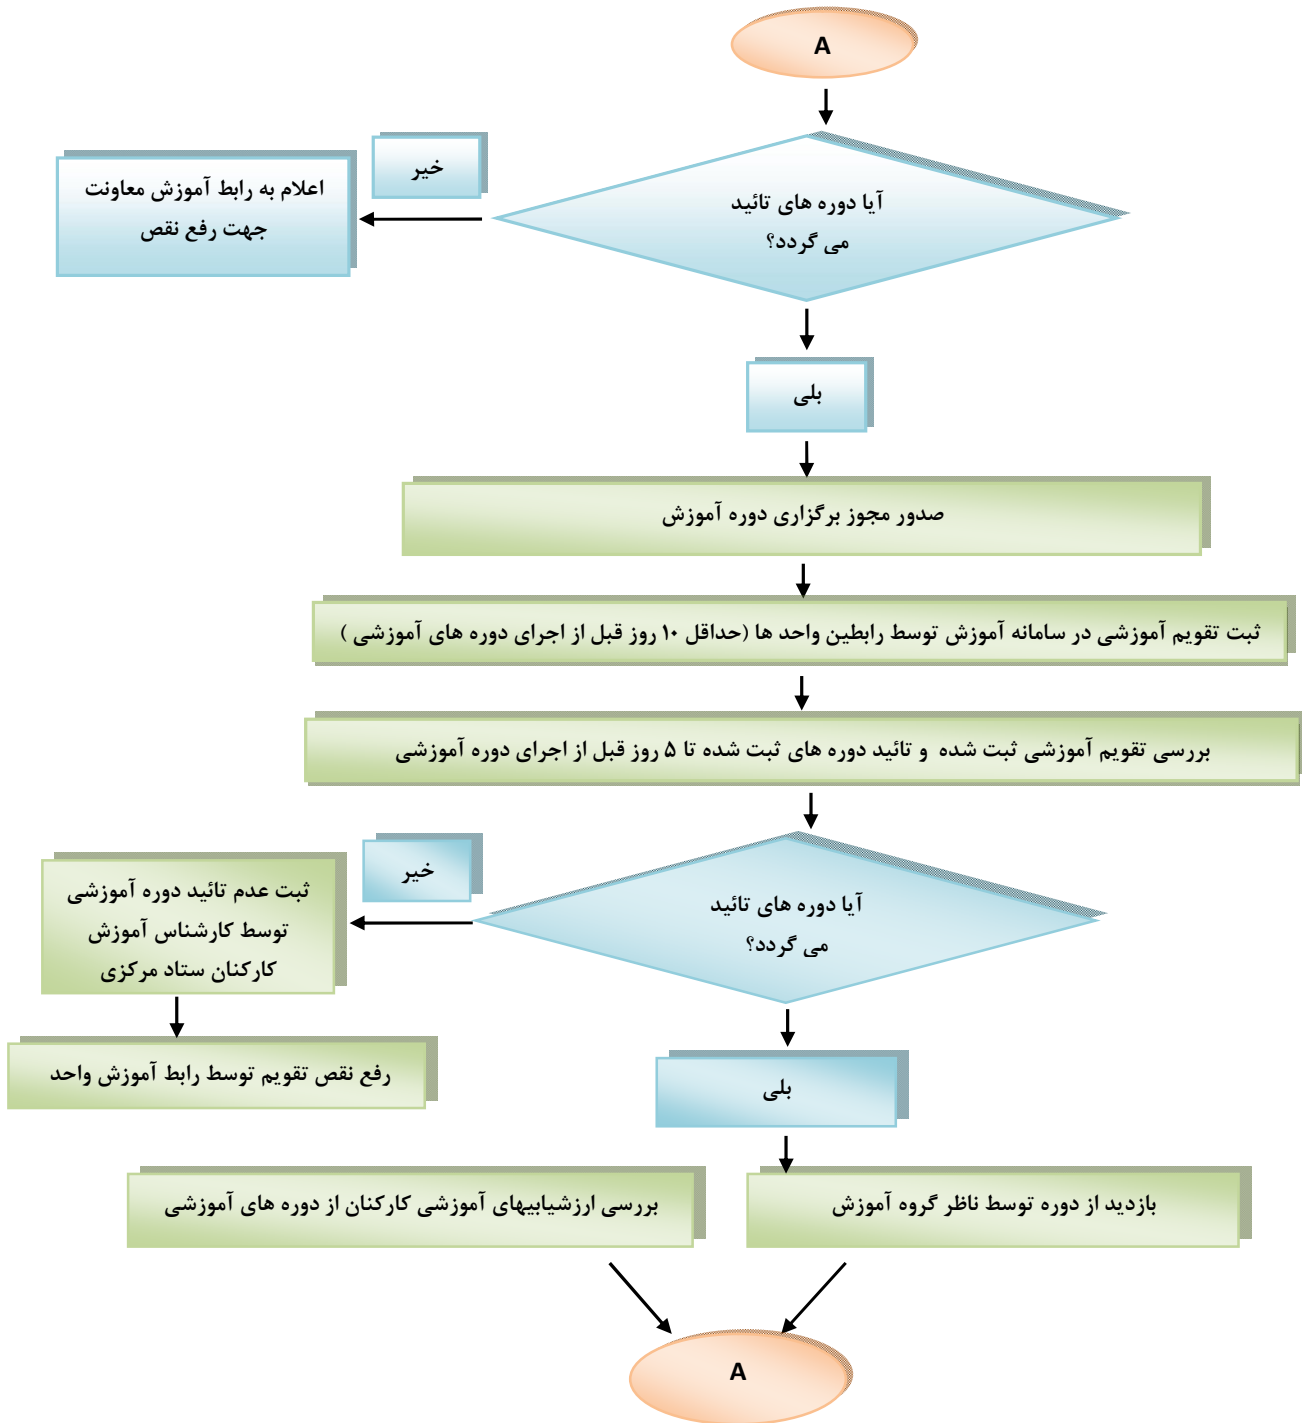 A
آیا دوره های تائید
می گردد؟
خیر
اعلام به رابط آموزش معاونت
جهت رفع نقص
بلی
صدور مجوز برگزاری دوره آموزش
ثبت تقویم آموزشی در سامانه آموزش توسط رابطین واحد ها (حداقل ۱۰ روز قبل از اجرای دوره های آموزشی )
بررسی تقویم آموزشی ثبت شده و تائید دوره های ثبت شده تا ۵ روز قبل از اجرای دوره آموزشی
آیا دوره های تائید
می گردد؟
خیر
ثبت عدم تائید دوره آموزشی
توسط کارشناس آموزش
کارکنان ستاد مرکزی
رفع نقص تقویم توسط رابط آموزش واحد
بلی
بازدید از دوره توسط ناظر گروه آموزش
بررسی ارزشیابیهای آموزشی کارکنان از دوره های آموزشی
A